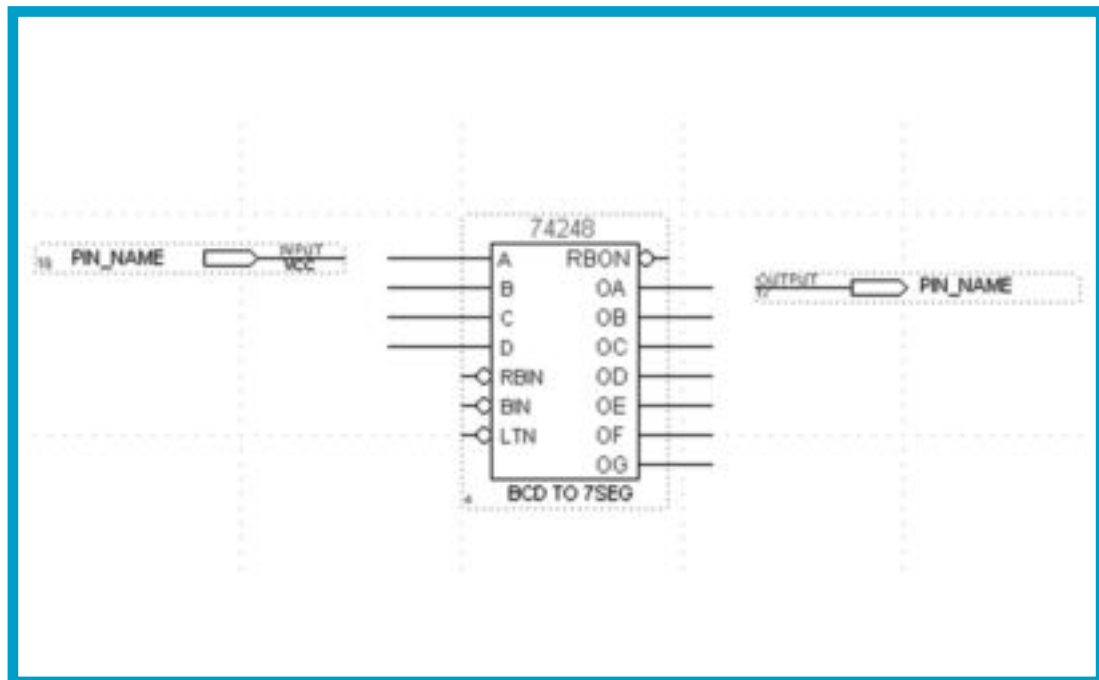 74248
PIN_NAME
INPUT
VCC
A
RBON
B
OA
C
OB
D
OC
RBIN
OD
BIN
OE
LTN
OF
OG
4
BCD TO 7SEG
OUTPUT
PIN_NAME